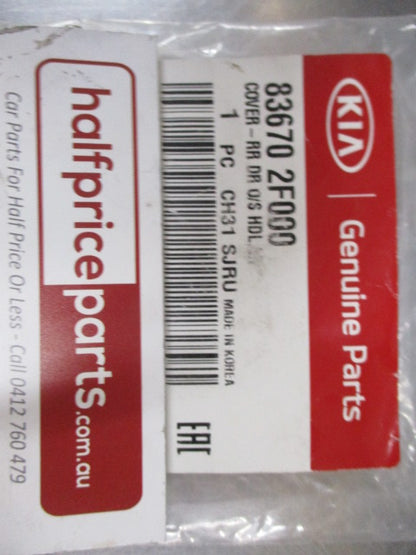 KIA
Genuine Parts
83670 2F000
COVER - RR DR O/S HDL
1 PC CH31 SJRU MADE IN KOREA
EAC
halfpriceparts.com.au
Car Parts For Half Price Or Less - Call 0412 760 479